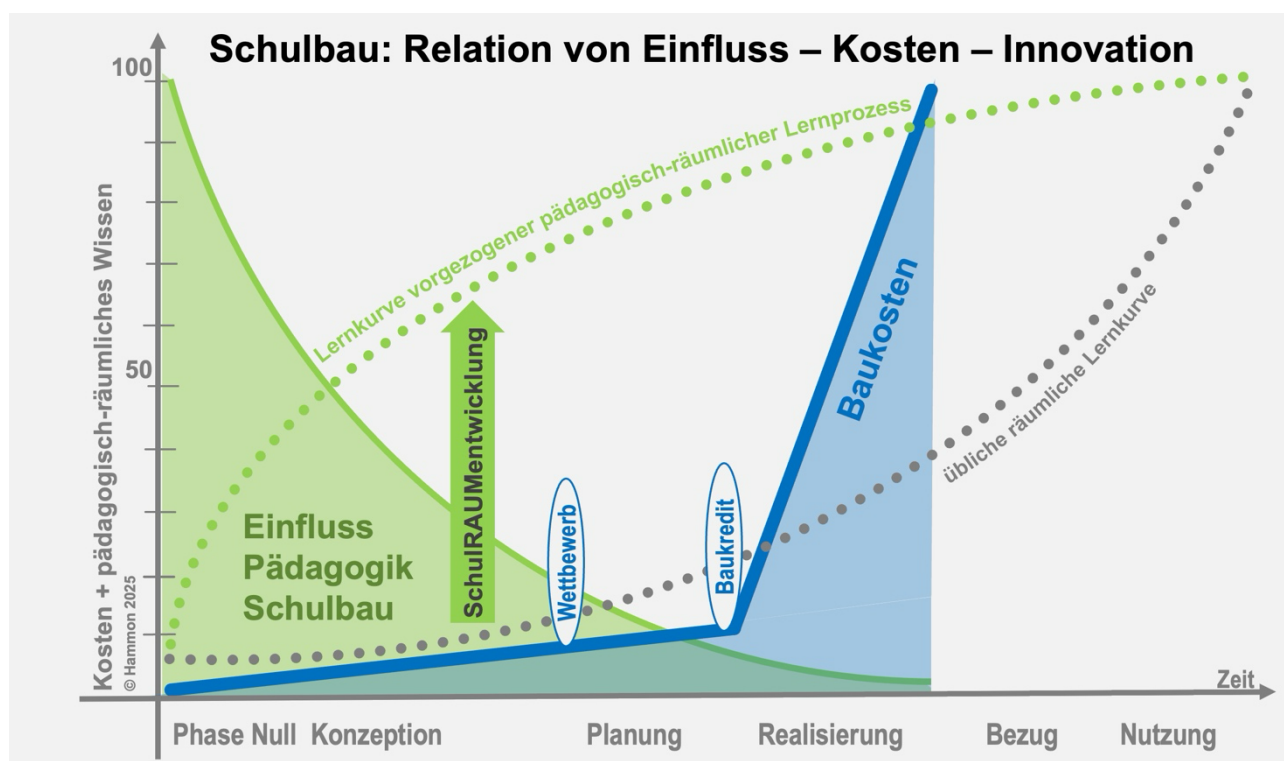 Schulbau: Relation von Einfluss – Kosten – Innovation
100
50
Kosten + pädagogisch-räumliches Wissen
© Hammon 2025
Lernkurve vorgezogener pädagogisch-räumlicher Lernprozess
SchulRAUMentwicklung
Einfluss
Pädagogik
Schulbau
Wettbewerb
Baukredit
Baukosten
übliche räumliche Lernkurve
Zeit
Phase Null Konzeption Planung Realisierung Bezug Nutzung